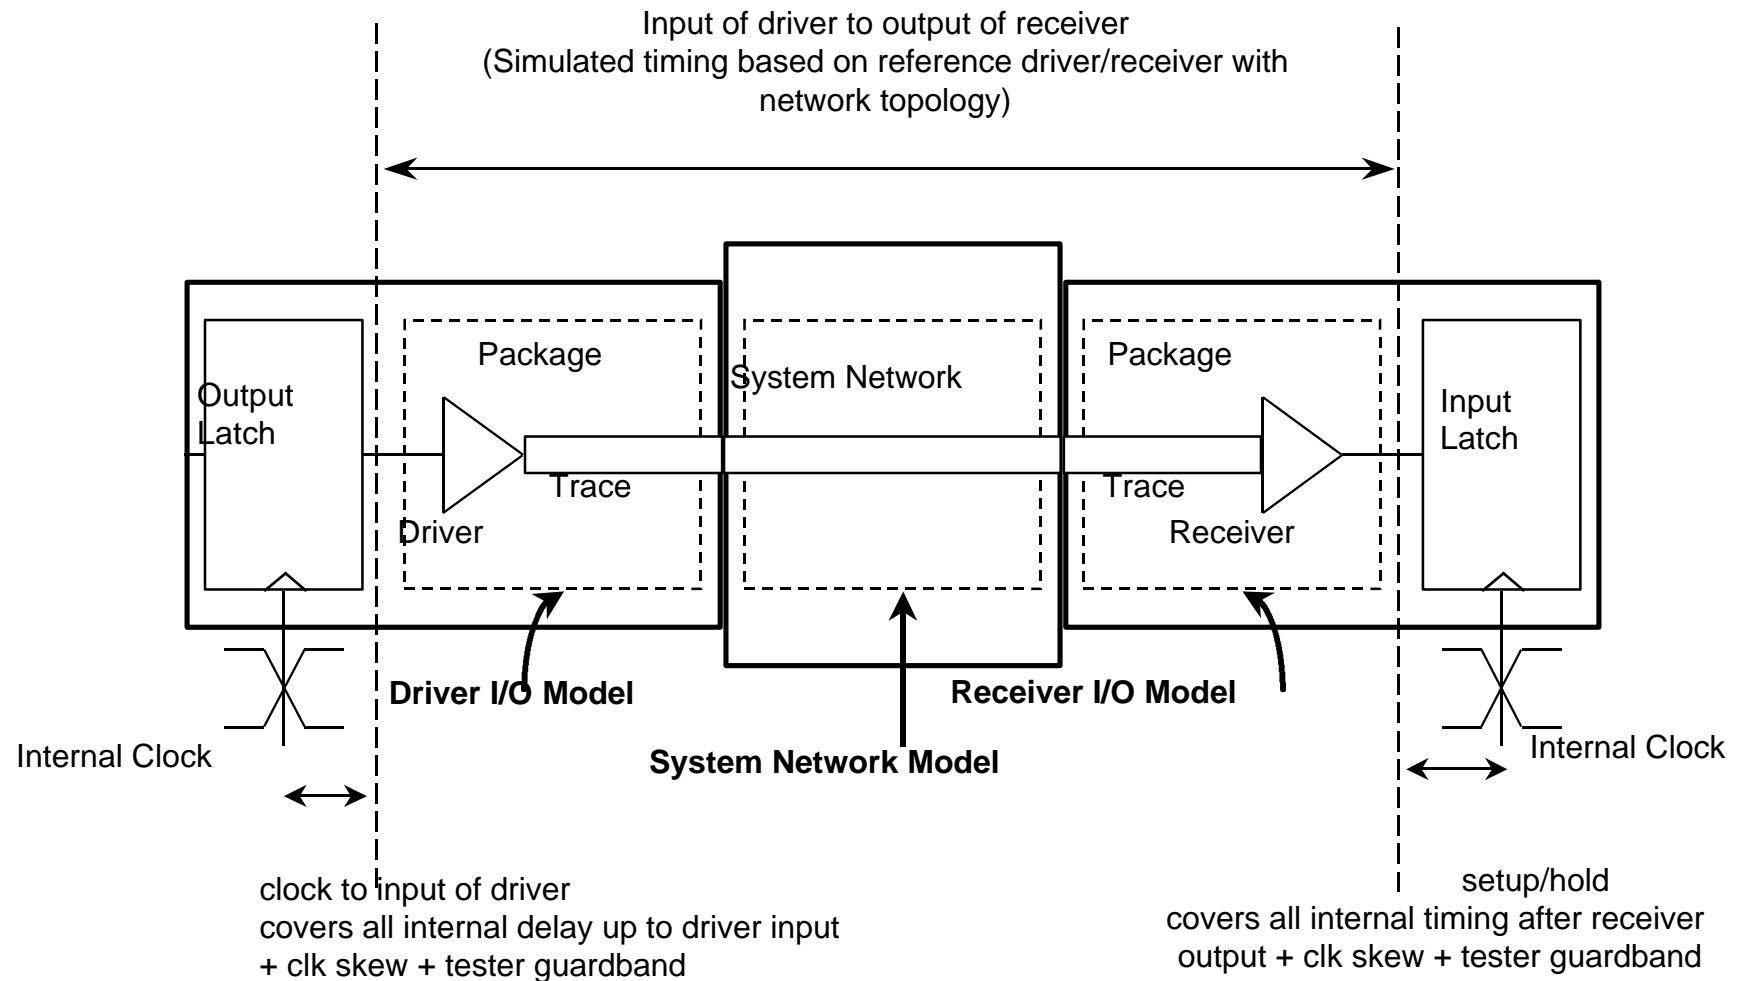 Input of driver to output of receiver
(Simulated timing based on reference driver/receiver with
network topology)
Package
System Network
Package
Output
Latch
Input
Latch
Trace
Trace
Driver
Receiver
Driver I/O Model
Receiver I/O Model
Internal Clock
Internal Clock
System Network Model
clock to input of driver
covers all internal delay up to driver input
+ clk skew + tester guardband
setup/hold
covers all internal timing after receiver
output + clk skew + tester guardband